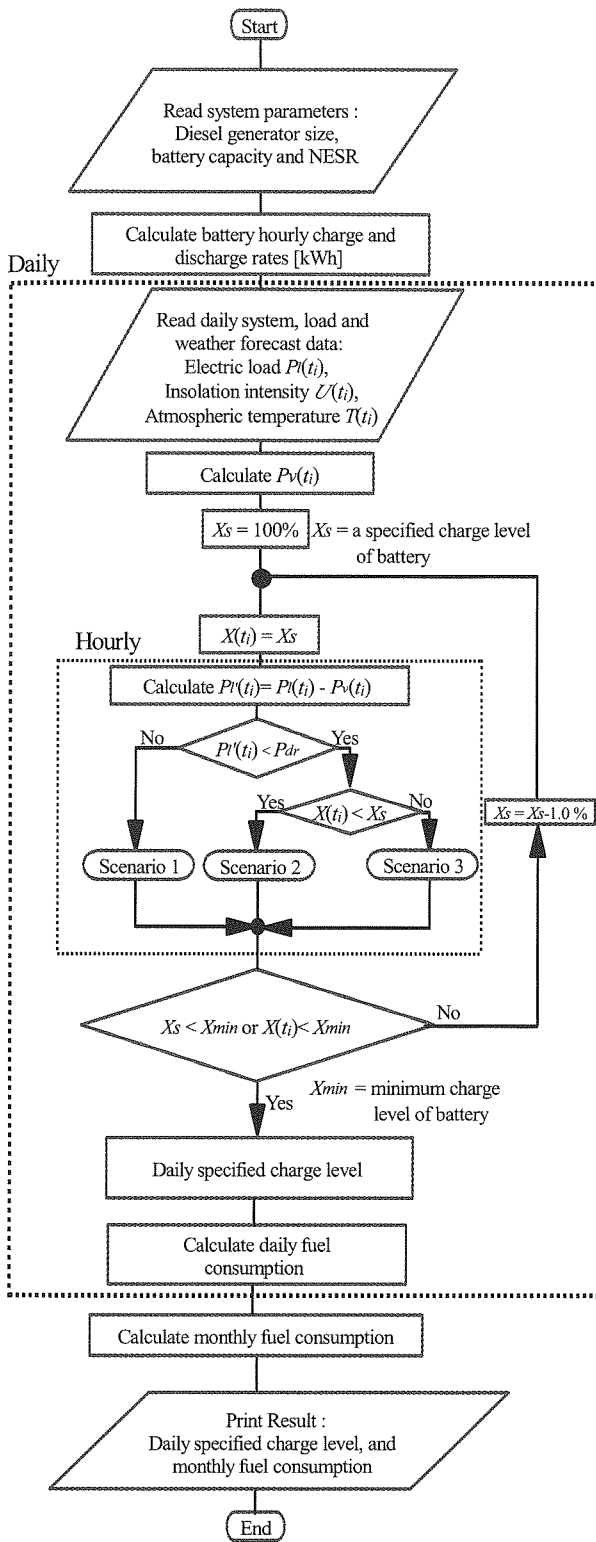 Start
Read system parameters :
Diesel generator size,
battery capacity and NESR
Calculate battery hourly charge and
discharge rates [kWh]
Daily
Read daily system, load and
weather forecast data:
Electric load Pl(ti),
Insolation intensity U(ti),
Atmospheric temperature T(ti)
Calculate Pv(ti)
Xs = 100%
Xs = a specified charge level
of battery
X(ti) = Xs
Hourly
Calculate Pl'(ti)= Pl(ti) - Pv(ti)
No
Pl'(ti) < Pdr
Yes
Yes
X(ti) < Xs
No
Xs = Xs-1.0 %
Scenario 1
Scenario 2
Scenario 3
Xs < Xmin or X(ti)< Xmin
No
Yes
Xmin = minimum charge
level of battery
Daily specified charge level
Calculate daily fuel
consumption
Calculate monthly fuel consumption
Print Result :
Daily specified charge level, and
monthly fuel consumption
End